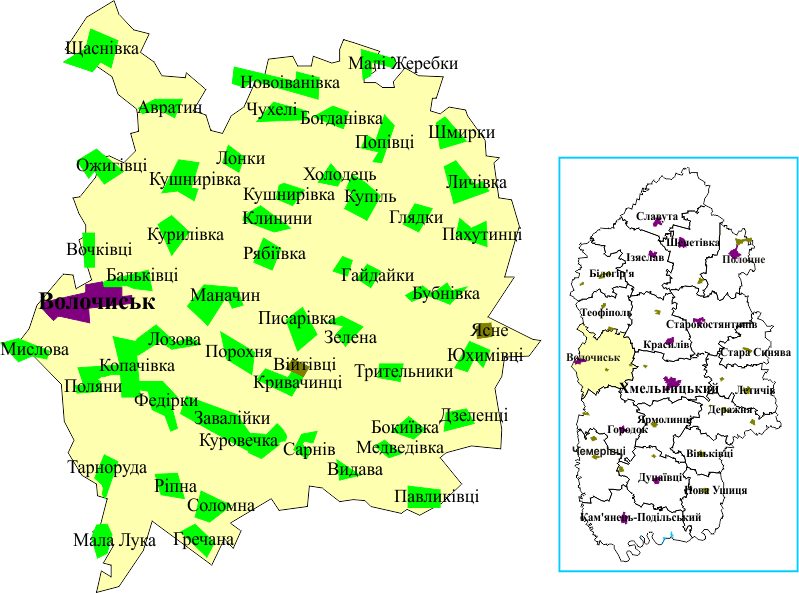 Щаснівка
Малі Жеребки
Новоіванівка
Авратин
Чухелі
Богданівка
Попівці
Шмирки
Ожигівці
Лонки
Кушнирівка
Холодець
Личівка
Кушнирівка
Купіль
Клинини
Глядки
Курилівка
Пахутинці
Вочківці
Рябіївка
Бальківці
Гайдайки
Волочиськ
Маначин
Бубнівка
Писарівка
Зелена
Ясне
Мислова
Лозова
Порохня
Юхимівці
Копачівка
Війтівці
Трительники
Поляни
Кривачинці
Федірки
Завалійки
Дзеленці
Бокиївка
Куровечка
Сарнів
Медведівка
Тарноруда
Видава
Ріпна
Павликівці
Соломна
Мала Лука
Гречана
Славута
Шепетівка
Ізяслав
Полонне
Білогір'я
Теофіполь
Старокостянтинів
Красилів
Стара Синява
Волочиськ
Хмельницький
Летичів
Деражня
Ярмолинці
Городок
Чемерівці
Віньківці
Дунаївці
Нова Ушиця
Кам'янець-Подільський